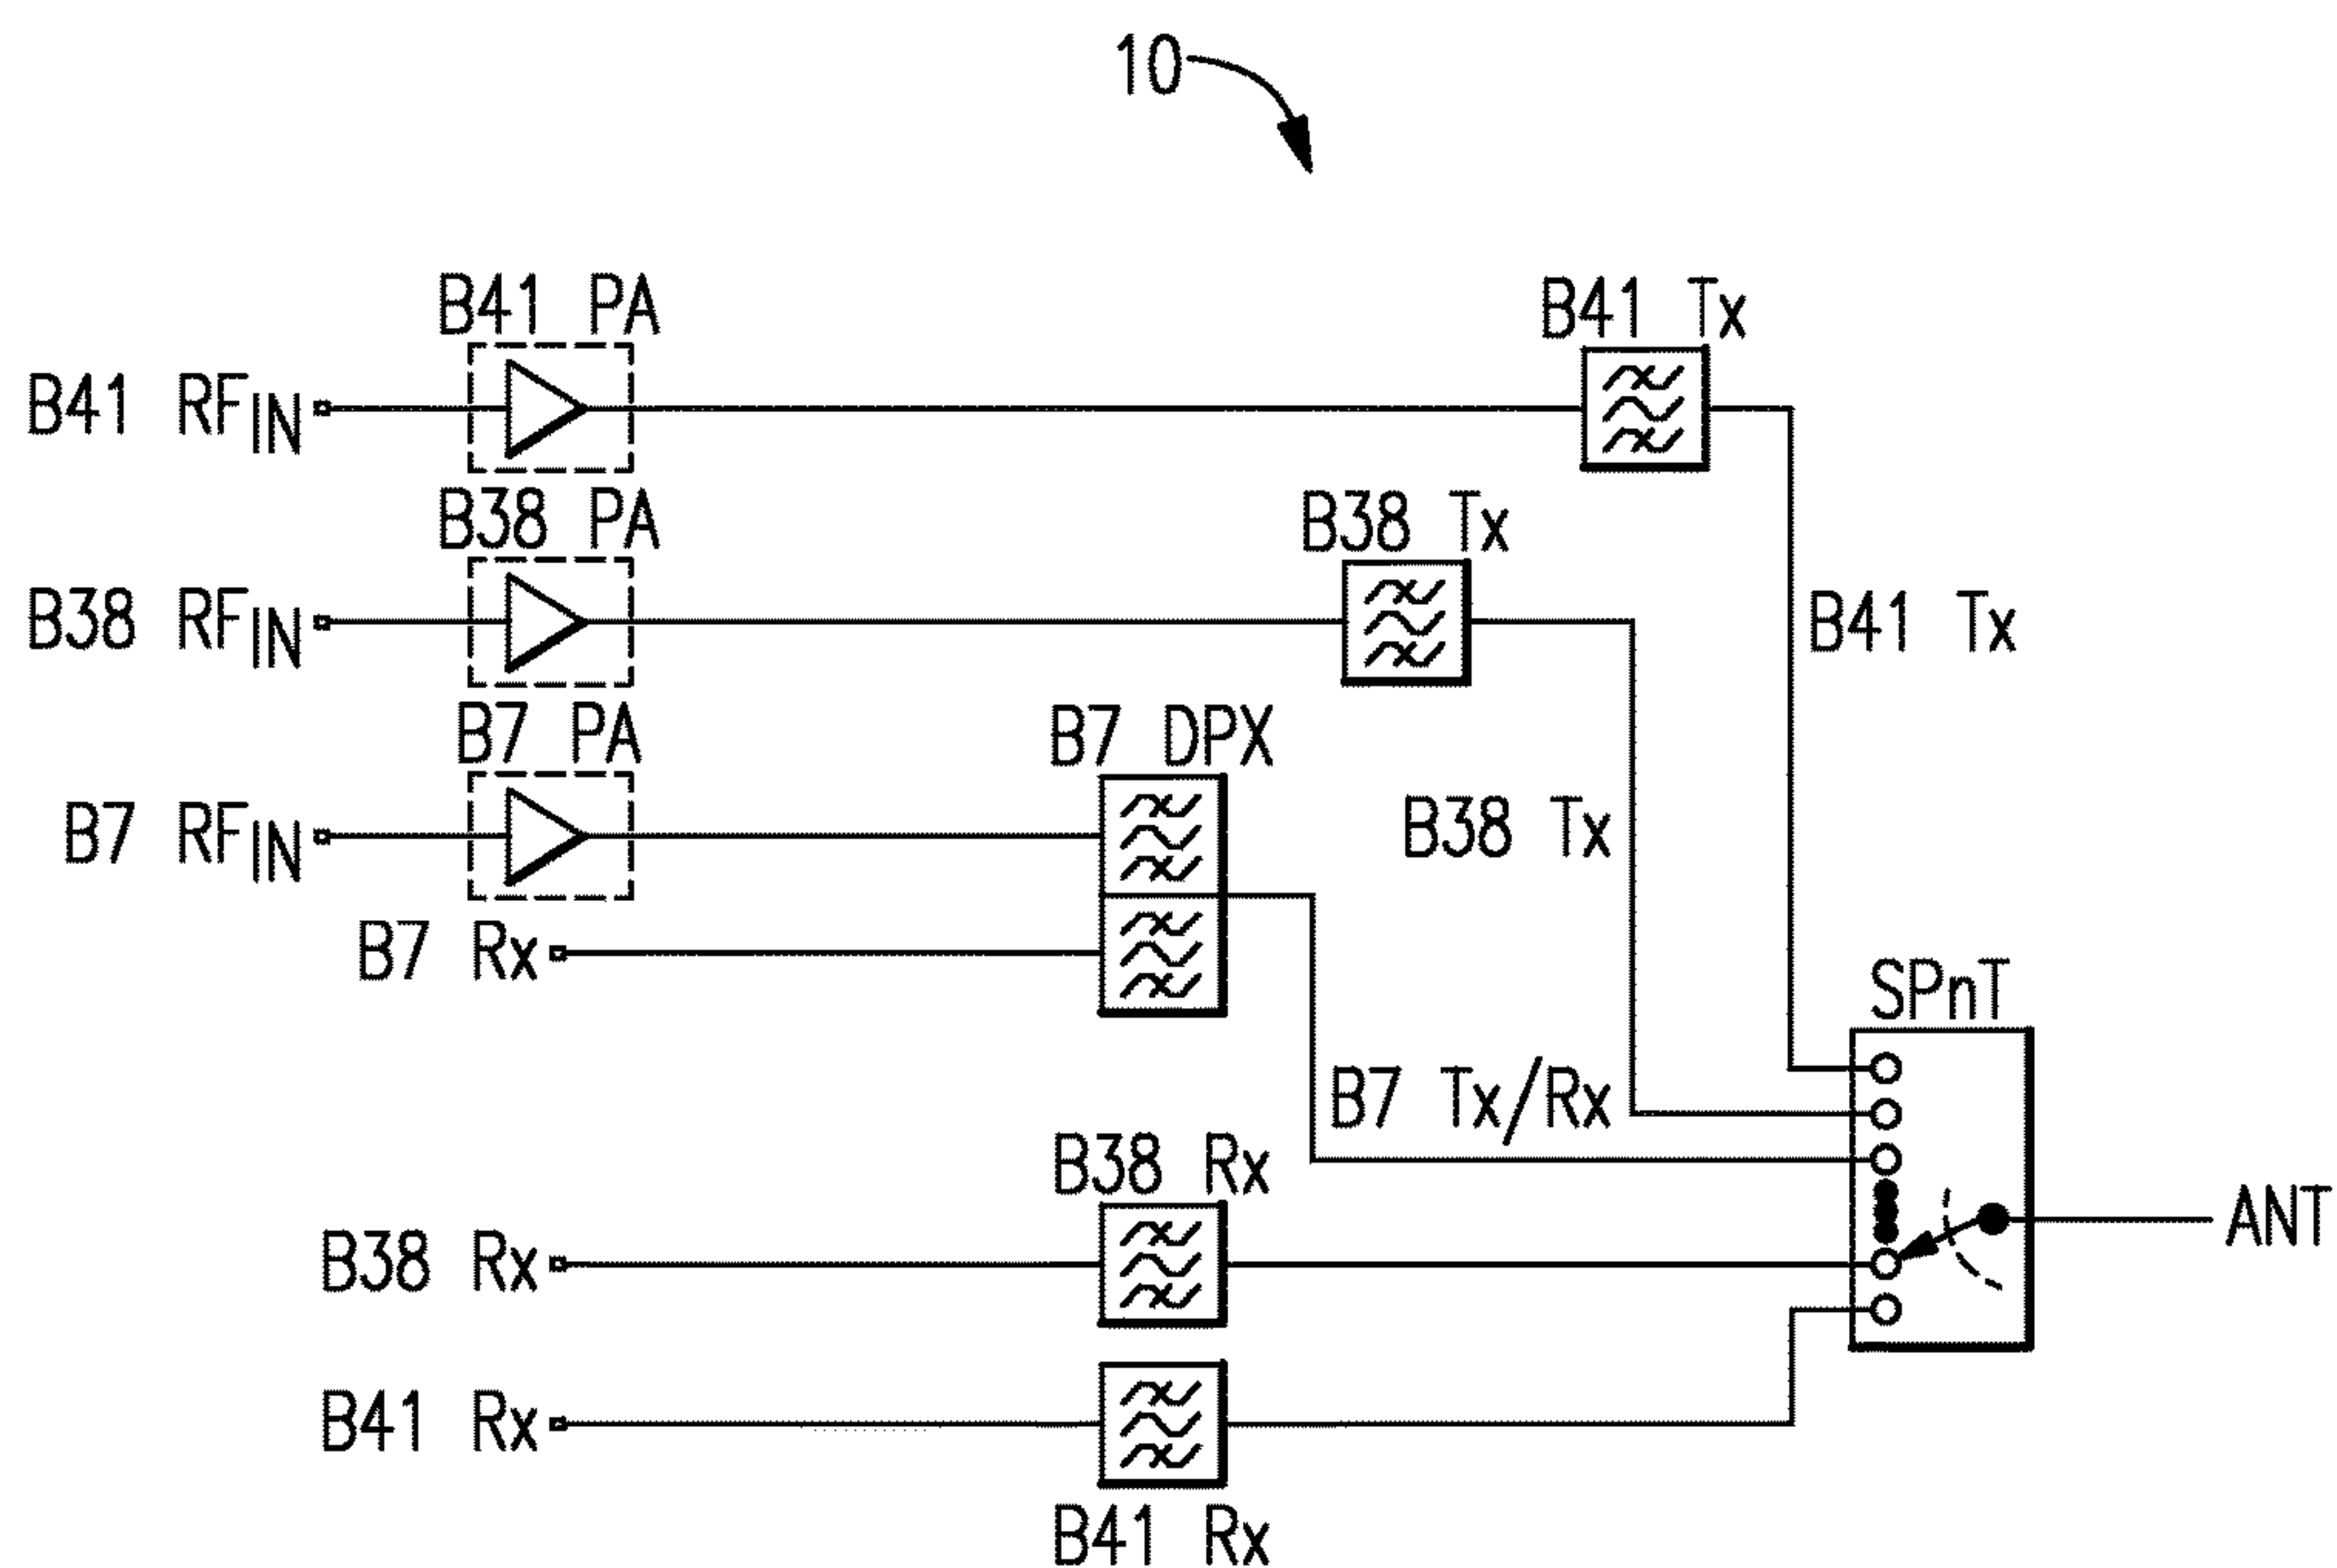 10
B41 PA
B41 Tx
B41 RFIN
B38 PA
B38 Tx
B38 RFIN
B41 Tx
B7 PA
B7 DPX
B7 RFIN
B38 Tx
B7 Rx
SPnT
B7 Tx/Rx
B38 Rx
ANT
B38 Rx
B41 Rx
B41 Rx